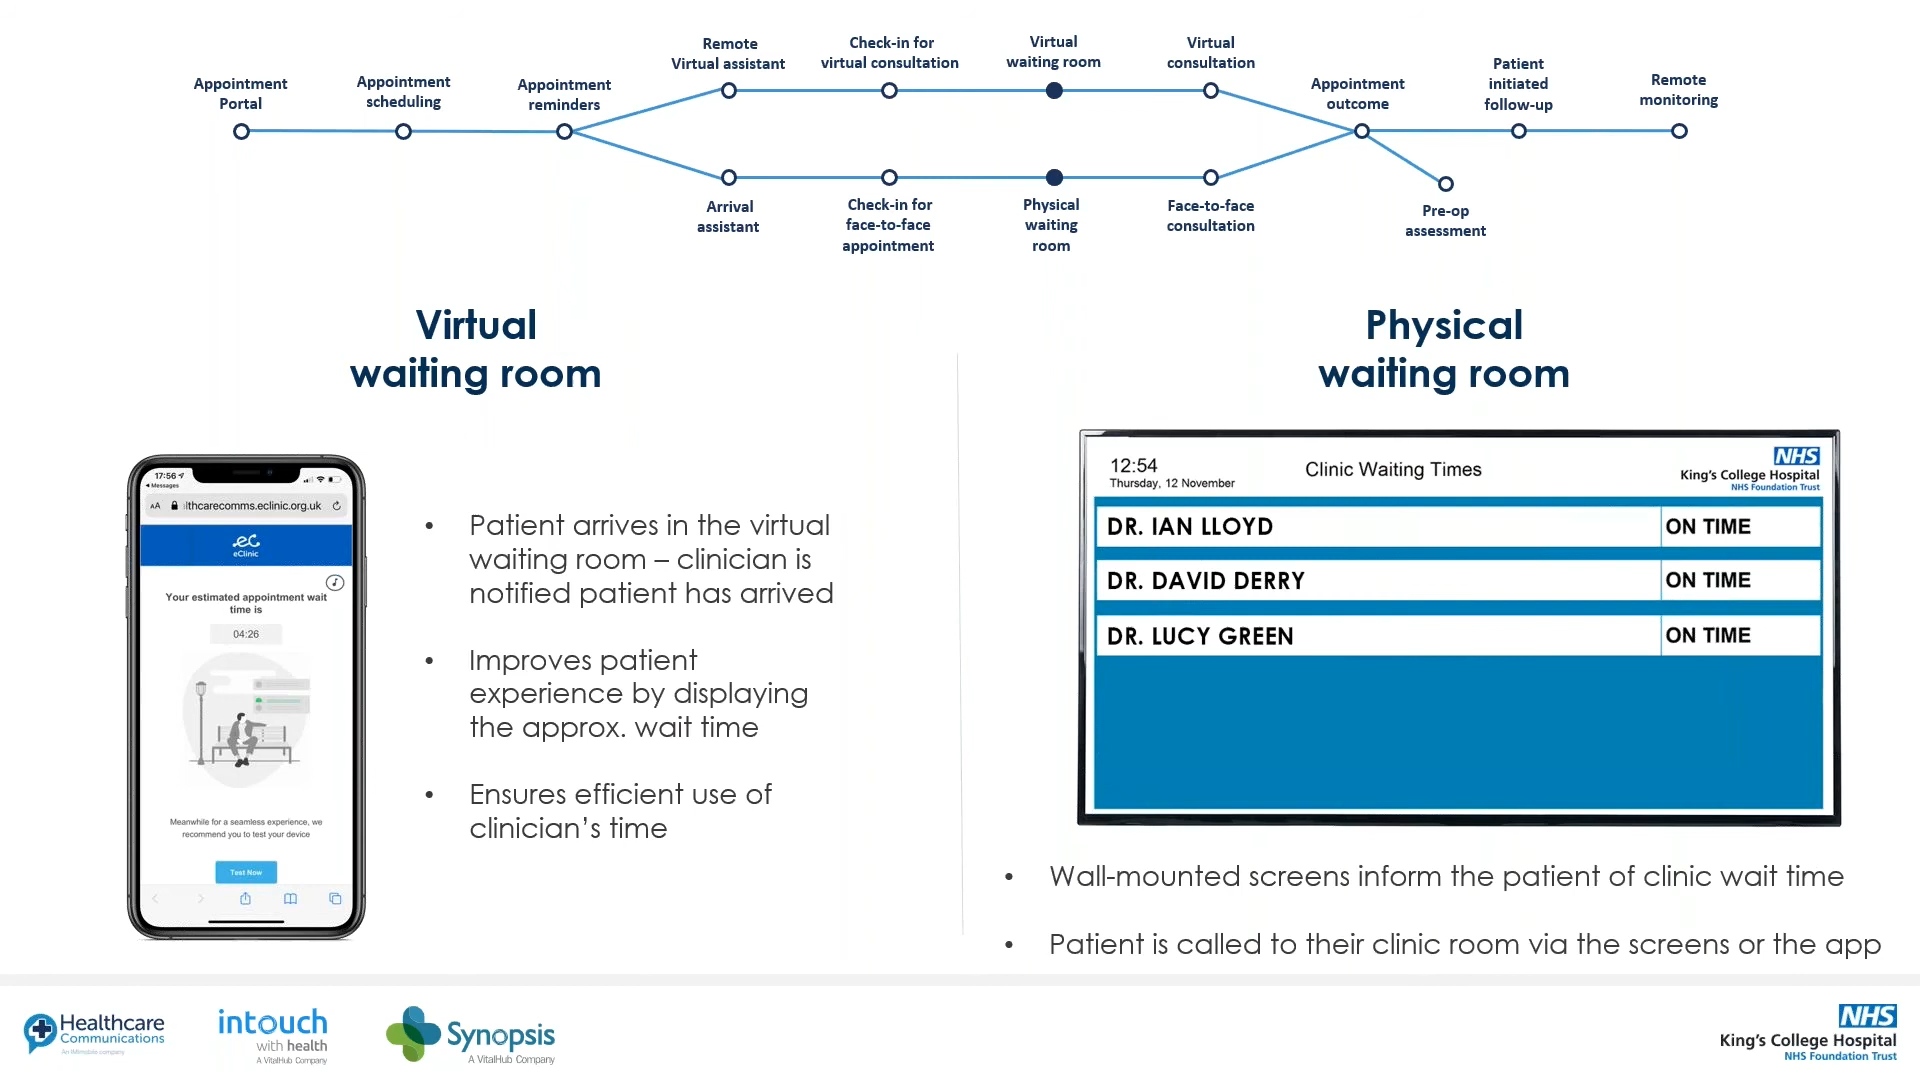 Appointment
Portal
Appointment
scheduling
Appointment
reminders
Remote
Virtual assistant
Check-in for
virtual consultation
Virtual
waiting room
Virtual
consultation
Arrival
assistant
Check-in for
face-to-face
appointment
Physical
waiting
room
Face-to-face
consultation
Appointment
outcome
Patient
initiated
follow-up
Remote
monitoring
Pre-op
assessment
Virtual
waiting room
17:56
Messages
AA lthcarecomms.eclinic.org.uk
ec
eClinic
Your estimated appointment wait
time is
04:26
Meanwhile for a seamless experience, we
recommend you to test your device
Test Now
• Patient arrives in the virtual
waiting room – clinician is
notified patient has arrived
• Improves patient
experience by displaying
the approx. wait time
• Ensures efficient use of
clinician’s time
Physical
waiting room
12:54
Thursday, 12 November
Clinic Waiting Times
NHS
King's College Hospital
NHS Foundation Trust
DR. IAN LLOYD ON TIME
DR. DAVID DERRY ON TIME
DR. LUCY GREEN ON TIME
• Wall-mounted screens inform the patient of clinic wait time
• Patient is called to their clinic room via the screens or the app
Healthcare
Communications
An Wilmsdale company
intouch
with health
A VitalHub Company
Synopsis
A VitalHub Company
NHS
King's College Hospital
NHS Foundation Trust